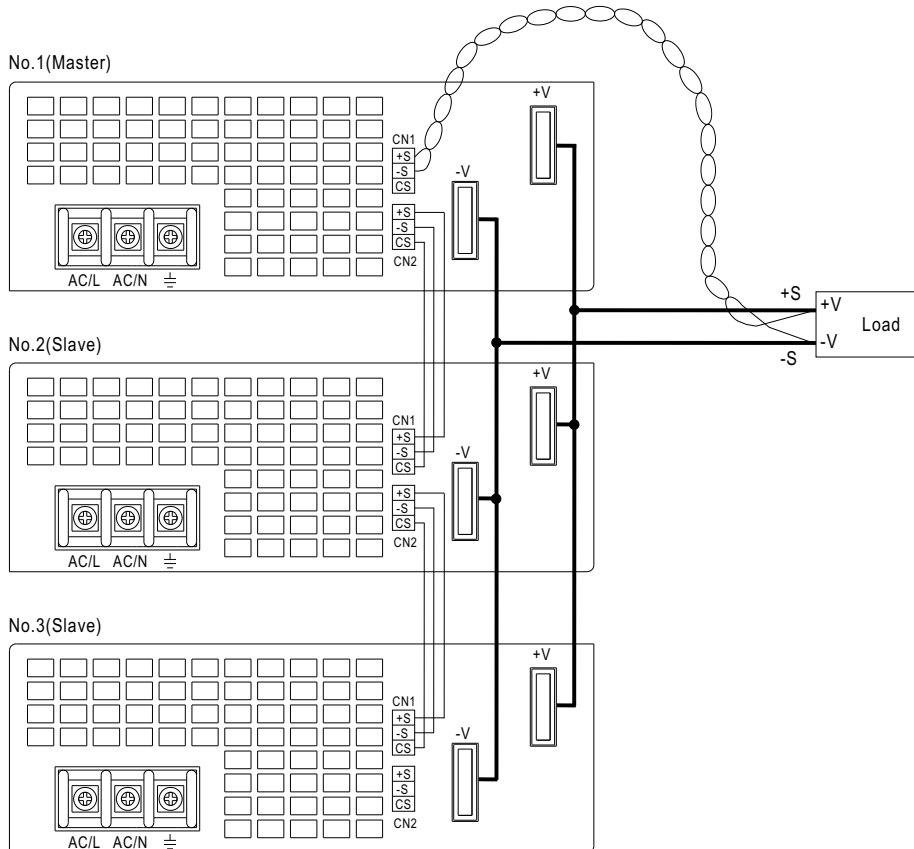 No.1(Master)
+V
CN1
+S
-S
CS
-V
+S
-S
CS
CN2
AC/L AC/N
+S
+V
Load
-V
-S
No.2(Slave)
+V
CN1
+S
-S
CS
-V
+S
-S
CS
CN2
AC/L AC/N
No.3(Slave)
+V
CN1
+S
-S
CS
-V
+S
-S
CS
CN2
AC/L AC/N